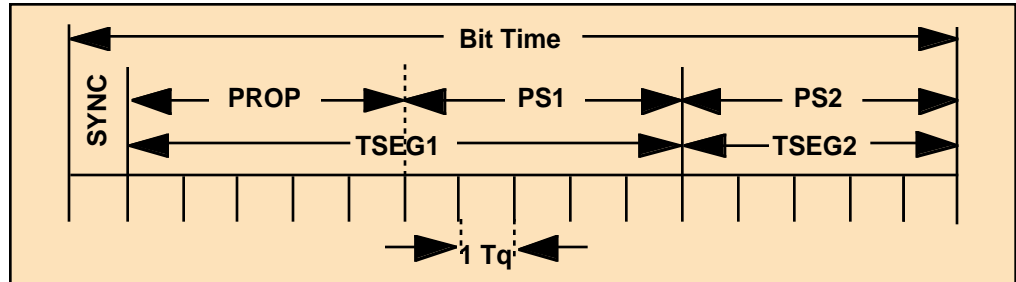 Bit Time
SYNC
PROP
PS1
PS2
TSEG1
TSEG2
1 Tq